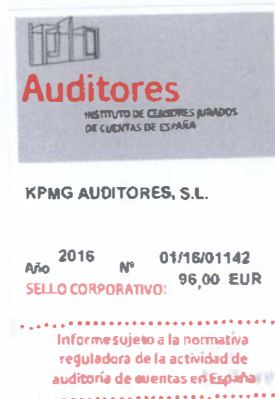 Auditores
INSTITUTO DE CENSORES JURADOS
DE CUENTAS DE ESPAÑA
KPMG AUDITORES, S.L.
Año 2016 Nº 01/16/01142
96,00 EUR
SELLO CORPORATIVO:
Informe sujeto a la normativa
reguladora de la actividad de
auditoría de cuentas en España